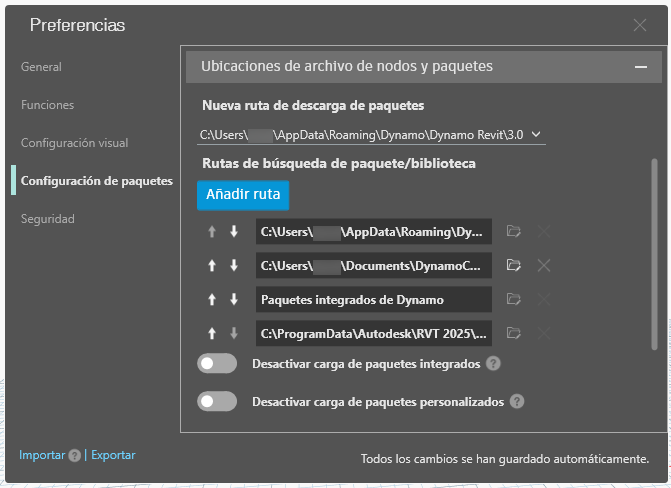 Preferencias
General
Funciones
Configuración visual
Configuración de paquetes
Seguridad
Ubicaciones de archivo de nodos y paquetes
Nueva ruta de descarga de paquetes
C:\Users\ \AppData\Roaming\Dynamo\Dynamo Revit\3.0
Rutas de búsqueda de paquete/biblioteca
Añadir ruta
C:\Users\ \AppData\Roaming\Dy...
C:\Users\ \Documents\DynamoC...
Paquetes integrados de Dynamo
C:\ProgramData\Autodesk\RVT 2025\...
Desactivar carga de paquetes integrados ?
Desactivar carga de paquetes personalizados ?
Importar ? | Exportar
Todos los cambios se han guardado automáticamente.